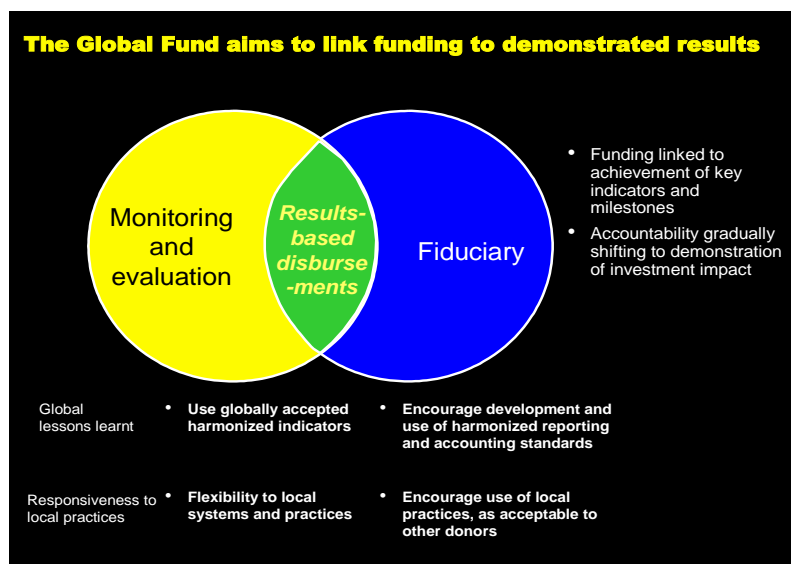 The Global Fund aims to link funding to demonstrated results
Monitoring
and
evaluation
Results-
based
disburse
-ments
Fiduciary
• Funding linked to
achievement of key
indicators and
milestones
• Accountability gradually
shifting to demonstration
of investment impact
Global
lessons learnt
• Use globally accepted
harmonized indicators
• Encourage development and
use of harmonized reporting
and accounting standards
Responsiveness to
local practices
• Flexibility to local
systems and practices
• Encourage use of local
practices, as acceptable to
other donors